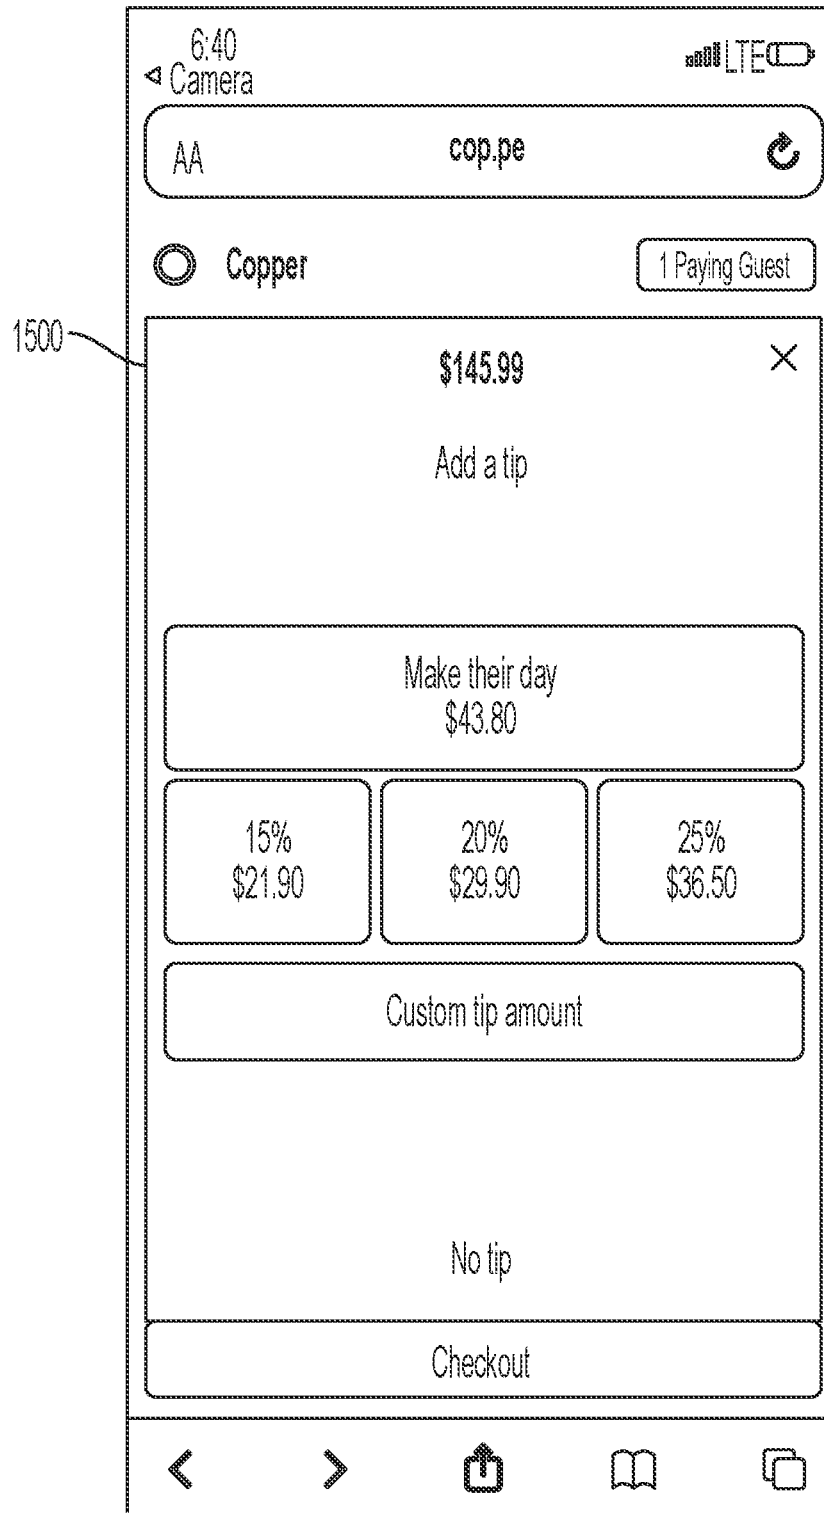 6:40
Camera
LTE
AA
cop.pe
Copper
1 Paying Guest
1500
$145.99
Add a tip
Make their day
$43.80
15%
$21.90
20%
$29.90
25%
$36.50
Custom tip amount
No tip
Checkout